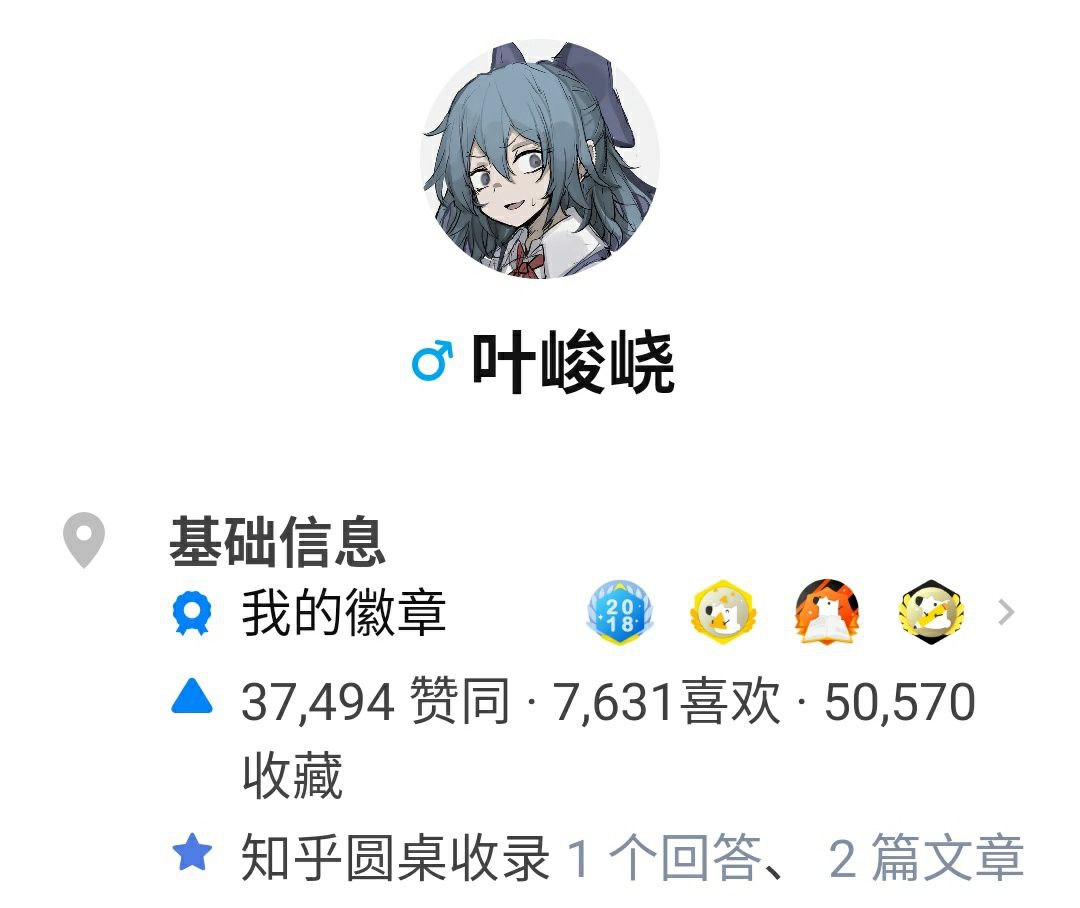 叶峻峣
基础信息
我的徽章 2018
37,494 赞同 · 7,631喜欢 · 50,570
收藏
知乎圆桌收录 1 个回答、 2 篇文章